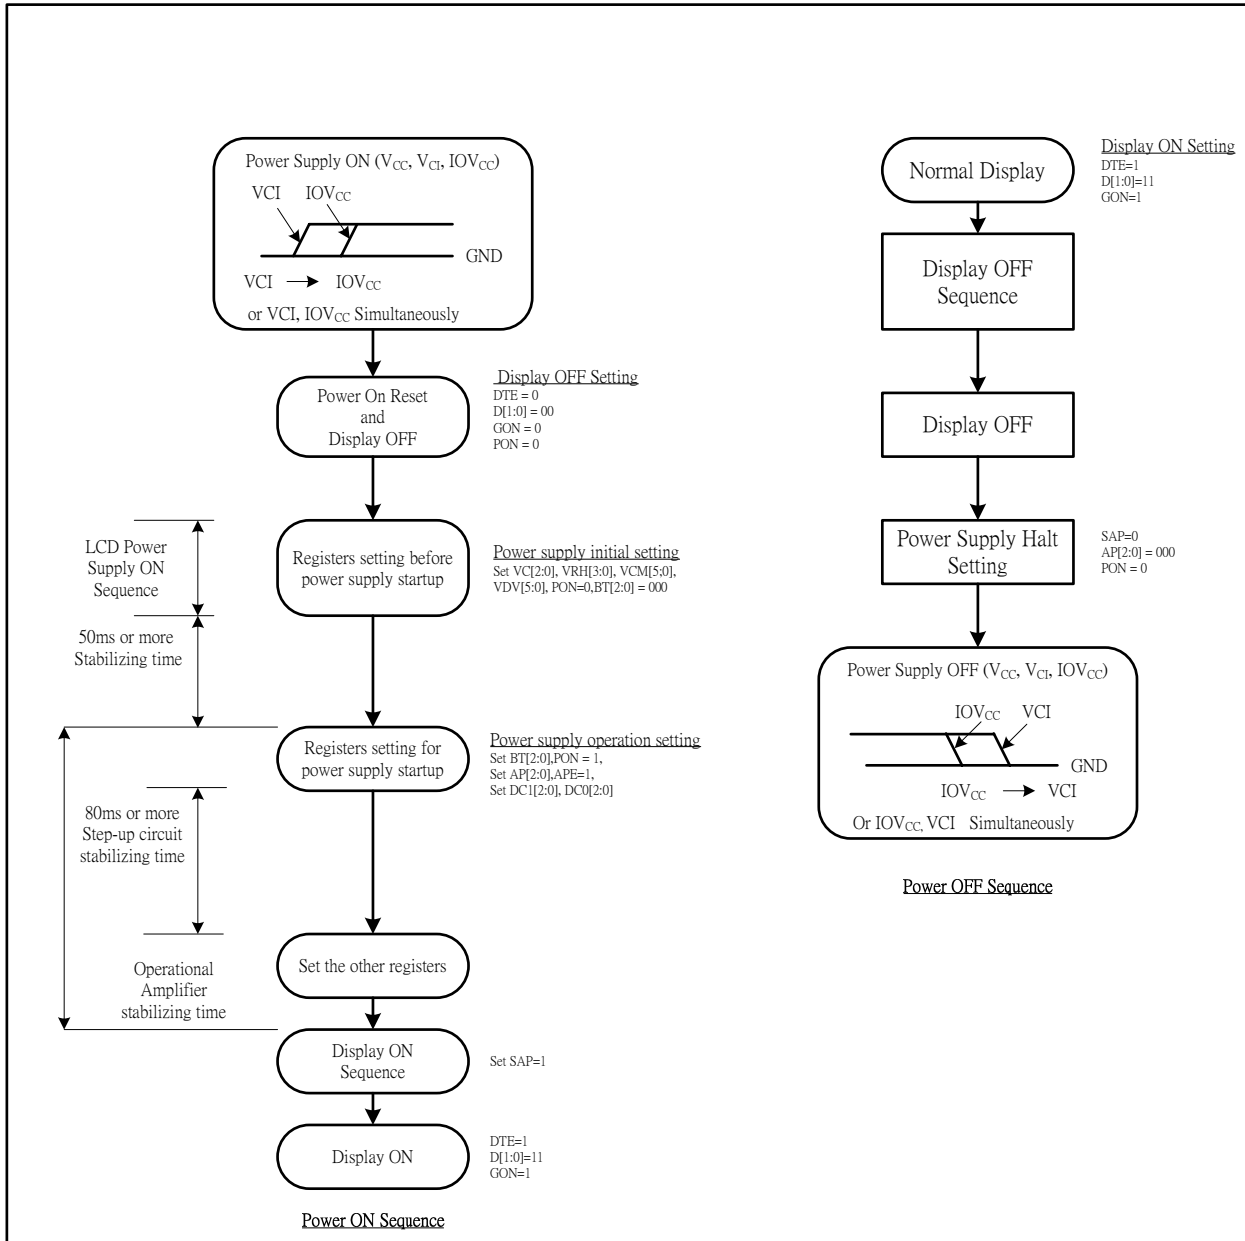 Power Supply ON (VCC, VCI, IOVCC)
VCI IOVCC
GND
VCI IOVCC
or VCI, IOVCC Simultaneously
Power On Reset
and
Display OFF
Display OFF Setting
DTE = 0
D[1:0] = 00
GON = 0
PON = 0
LCD Power
Supply ON
Sequence
Registers setting before
power supply startup
Power supply initial setting
Set VC[2:0], VRH[3:0], VCM[5;0],
VDV[5:0], PON=0,BT[2:0] = 000
50ms or more
Stabilizing time
Registers setting for
power supply startup
Power supply operation setting
Set BT[2:0],PON = 1,
Set AP[2:0],APE=1,
Set DC1[2:0], DC0[2:0]
80ms or more
Step-up circuit
stabilizing time
Set the other registers
Operational
Amplifier
stabilizing time
Display ON
Sequence
Set SAP=1
Display ON
DTE=1
D[1:0]=11
GON=1
Power ON Sequence
Normal Display
Display ON Setting
DTE=1
D[1:0]=11
GON=1
Display OFF
Sequence
Display OFF
Power Supply Halt
Setting
SAP=0
AP[2:0] = 000
PON = 0
Power Supply OFF (VCC, VCI, IOVCC)
IOVCC VCI
GND
IOVCC VCI
Or IOVCC, VCI Simultaneously
Power OFF Sequence